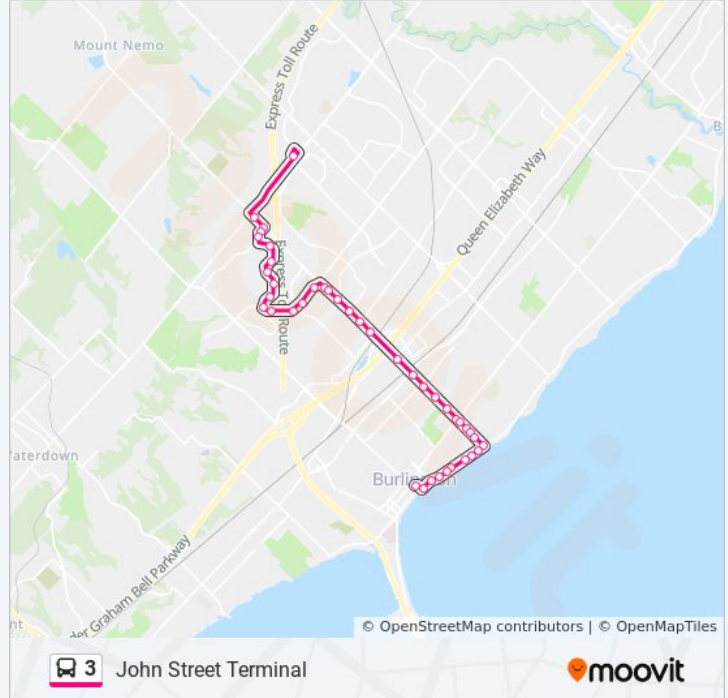 Mount Nemo
Express Toll Route
Queen Elizabeth Way
Express Toll Route
aterdown
Burlington
der Graham Bell Parkway
nt
B
© OpenStreetMap contributors | © OpenMapTiles
3 John Street Terminal
moovit